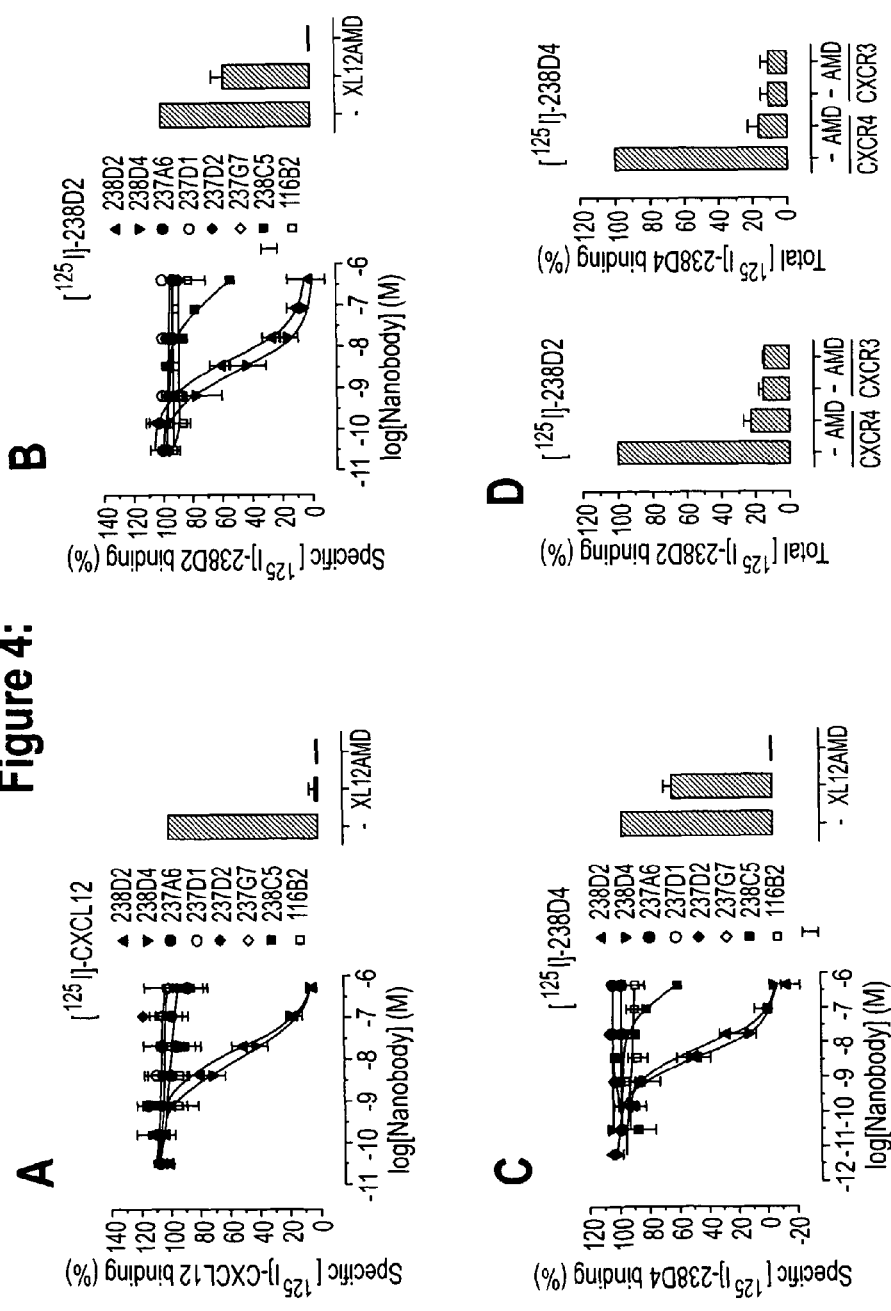 Figure 4:
A
[125I]-CXCL12
Specific [125I]-CXCL12 binding (%)
140
120
100
80
60
40
20
0
-11 -10 -9 -8 -7 -6
log[Nanobody] (M)
▲ 238D2
▼ 238D4
● 237A6
○ 237D1
◆ 237D2
◇ 237G7
■ 238C5
□ 116B2
- XL12AMD
B
[125I]-238D2
Specific [125I]-238D2 binding (%)
140
120
100
80
60
40
20
0
-11 -10 -9 -8 -7 -6
log[Nanobody] (M)
▲ 238D2
▼ 238D4
● 237A6
○ 237D1
◆ 237D2
◇ 237G7
■ 238C5
□ 116B2
- XL12AMD
C
[125I]-238D4
Specific [125I]-238D4 binding (%)
120
100
80
60
40
20
0
-20
-12 -11 -10 -9 -8 -7 -6
log[Nanobody] (M)
▲ 238D2
▼ 238D4
● 237A6
○ 237D1
◆ 237D2
◇ 237G7
■ 238C5
□ 116B2
- XL12AMD
D
[125I]-238D2
Total [125I]-238D2 binding (%)
120
100
80
60
40
20
0
- AMD - AMD
CXCR4 CXCR3
[125I]-238D4
Total [125I]-238D4 binding (%)
120
100
80
60
40
20
0
- AMD - AMD
CXCR4 CXCR3